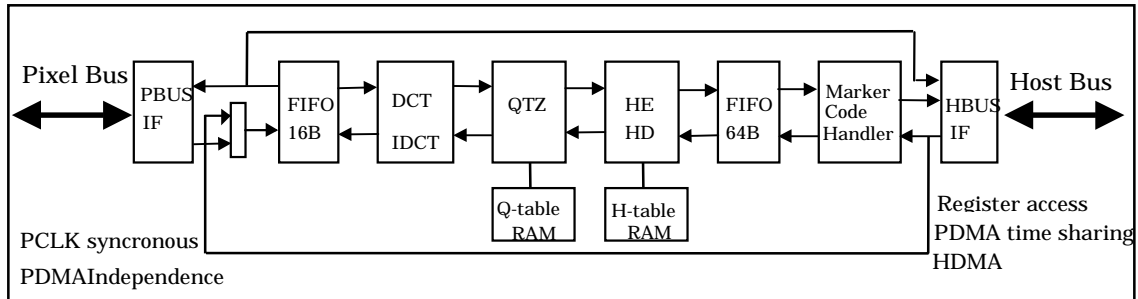 Pixel Bus
PBUS
IF
FIFO
16B
DCT
IDCT
QTZ
HE
HD
FIFO
64B
Marker
Code
Handler
HBUS
IF
Host Bus
Q-table
RAM
H-table
RAM
PCLK syncronous
PDMAIndependence
Register access
PDMA time sharing
HDMA